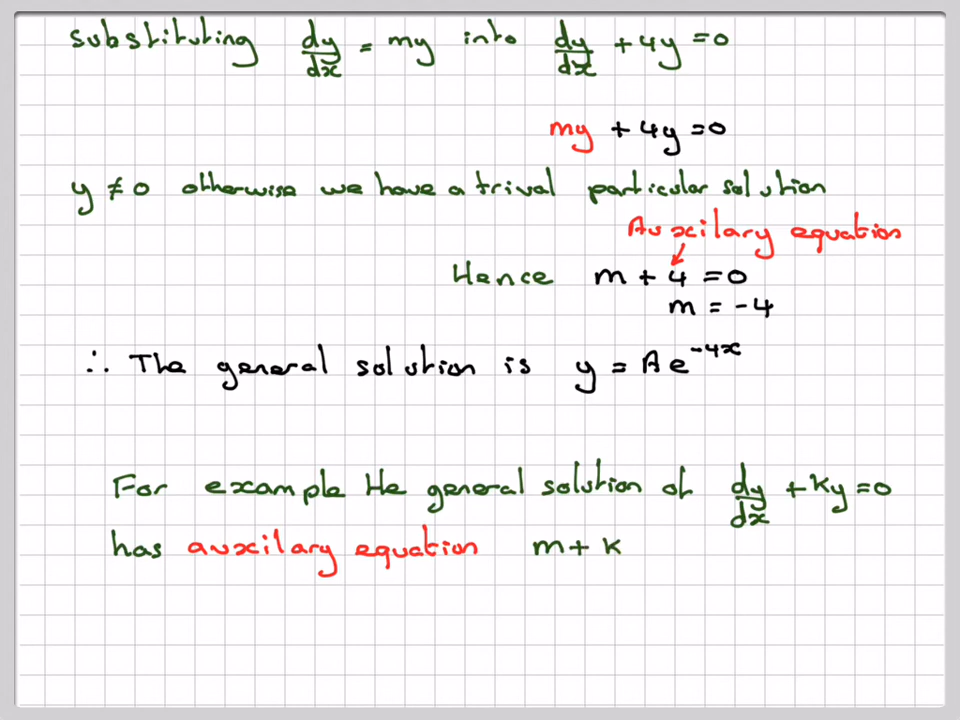 substituting dy/dx = my into dy/dx + 4y = 0
my + 4y = 0
y ≠ 0 otherwise we have a trival particular solution
Auxcilary equation
Hence m + 4 = 0
m = -4
∴ The general solution is y = Ae^-4x
For example the general solution of dy/dx + ky = 0
has auxcilary equation m + k